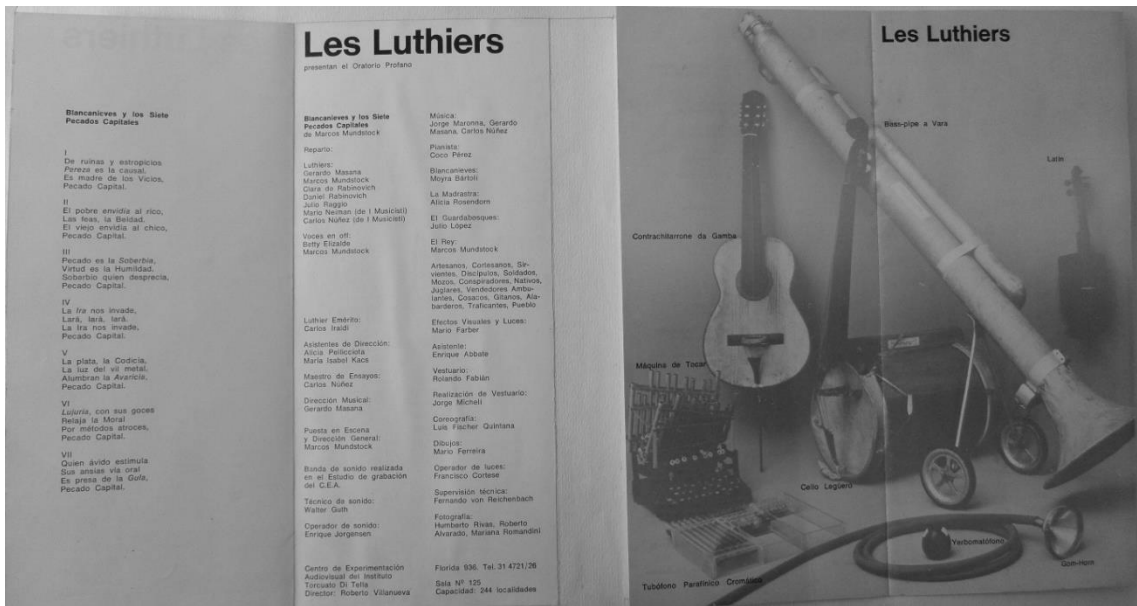 Blancanieves y los Siete
Pecados Capitales
I
De ruinas y estropicios
Pereza es la causal.
Es madre de los Vicios,
Pecado Capital.
II
El pobre envidia al rico,
Las feas, la Beldad.
El viejo envidia al chico,
Pecado Capital.
III
Pecado es la Soberbia,
Virtud es la Humildad.
Soberbio quien desprecia,
Pecado Capital.
IV
La Ira nos invade,
Lará, lará, lará.
La Ira nos invade,
Pecado Capital.
V
La plata, la Codicia,
La luz del vil metal,
Alumbran la Avaricia,
Pecado Capital.
VI
Lujuria, con sus goces
Relaja la Moral
Por métodos atroces,
Pecado Capital.
VII
Quien ávido estimula
Sus ansias vía oral
Es presa de la Gula,
Pecado Capital.
Les Luthiers
presentan el Oratorio Profano
Blancanieves y los Siete
Pecados Capitales
de Marcos Mundstock
Reparto:
Luthiers:
Gerardo Masana
Marcos Mundstock
Clara de Rabinovich
Daniel Rabinovich
Julio Raggio
Mario Neiman (de I Musicisti)
Carlos Núñez (de I Musicisti)
Voces en off:
Betty Elizalde
Marcos Mundstock
Luthier Emérito:
Carlos Iraldi
Asistentes de Dirección:
Alicia Pellicciota
María Isabel Kacs
Maestro de Ensayos:
Carlos Núñez
Dirección Musical:
Gerardo Masana
Puesta en Escena
y Dirección General:
Marcos Mundstock
Banda de sonido realizada
en el Estudio de grabación
del C.E.A.
Técnico de sonido:
Walter Guth
Operador de sonido:
Enrique Jorgensen
Centro de Experimentación
Audiovisual del Instituto
Torcuato Di Tella
Director: Roberto Villanueva
Música:
Jorge Maronna, Gerardo
Masana, Carlos Núñez
Pianista:
Coco Pérez
Blancanieves:
Moyra Bártoli
La Madrastra:
Alicia Rosendorn
El Guardabosques:
Julio López
El Rey:
Marcos Mundstock
Artesanos, Cortesanos, Sir-
vientes, Discípulos, Soldados,
Mozos, Conspiradores, Nativos,
Juglares, Vendedores Ambu-
lantes, Cosacos, Gitanos, Ala-
barderos, Traficantes, Pueblo
Efectos Visuales y Luces:
Mario Farber
Asistente:
Enrique Abbate
Vestuario:
Rolando Fabián
Realización de Vestuario:
Jorge Micheli
Coreografía:
Luis Fischer Quintana
Dibujos:
Mario Ferreira
Operador de luces:
Francisco Cortese
Supervisión técnica:
Fernando von Reichenbach
Fotografía:
Humberto Rivas, Roberto
Alvarado, Mariana Romandini
Florida 936, Tel. 31 4721/26
Sala Nº 125
Capacidad: 244 localidades
Les Luthiers
Bass-pipe a Vara
Latín
Contrachitarrone da Gamba
Máquina de Tocar
Cello Legüero
Yerbomatófono
Gom-Horn
Tubófono Parafínico Cromático